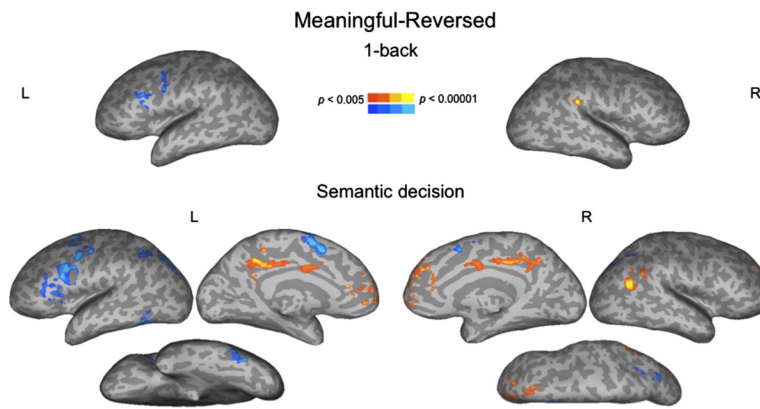 Meaningful-Reversed
1-back
L
R
p < 0.005
p < 0.00001
Semantic decision
L
R